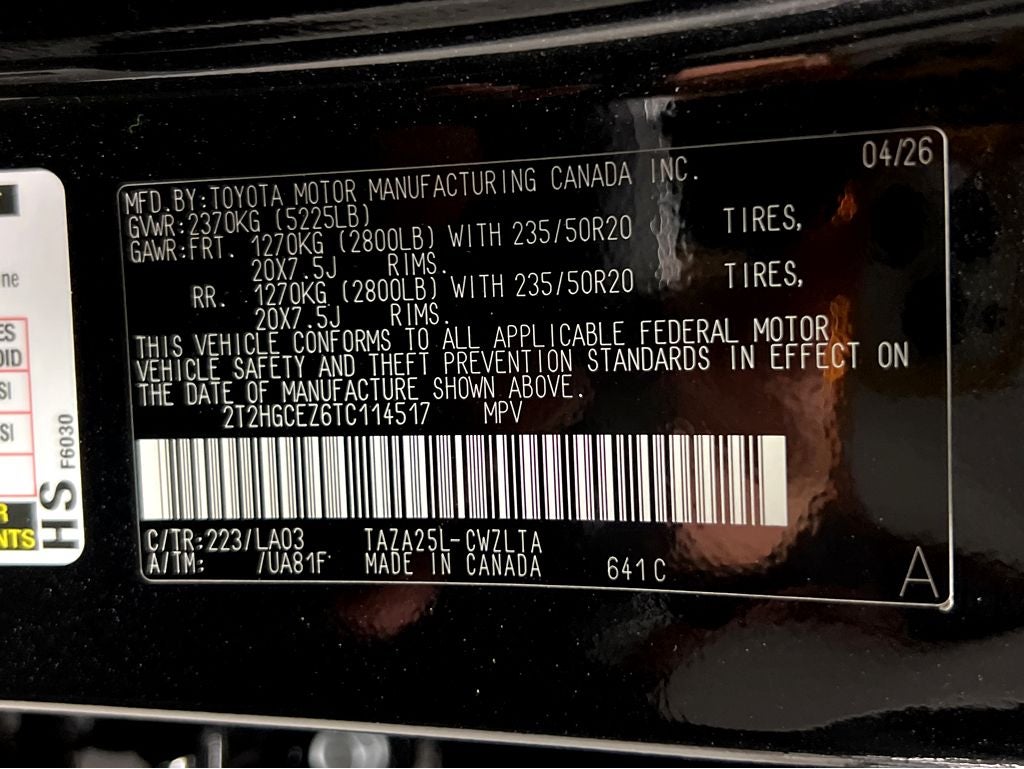 04/26
MFD.BY:TOYOTA MOTOR MANUFACTURING CANADA INC.
GVWR:2370KG (5225LB)
GAWR:FRT. 1270KG (2800LB) WITH 235/50R20 TIRES,
20X7.5J RIMS.
RR. 1270KG (2800LB) WITH 235/50R20 TIRES,
20X7.5J RIMS.
THIS VEHICLE CONFORMS TO ALL APPLICABLE FEDERAL MOTOR
VEHICLE SAFETY AND THEFT PREVENTION STANDARDS IN EFFECT ON
THE DATE OF MANUFACTURE SHOWN ABOVE.
2T2HGCEZ6TC114517 MPV
C/TR:223/LA03 TAZA25L-CWZLTA
A/TM: /UA81F MADE IN CANADA 641C
A
HS F6030